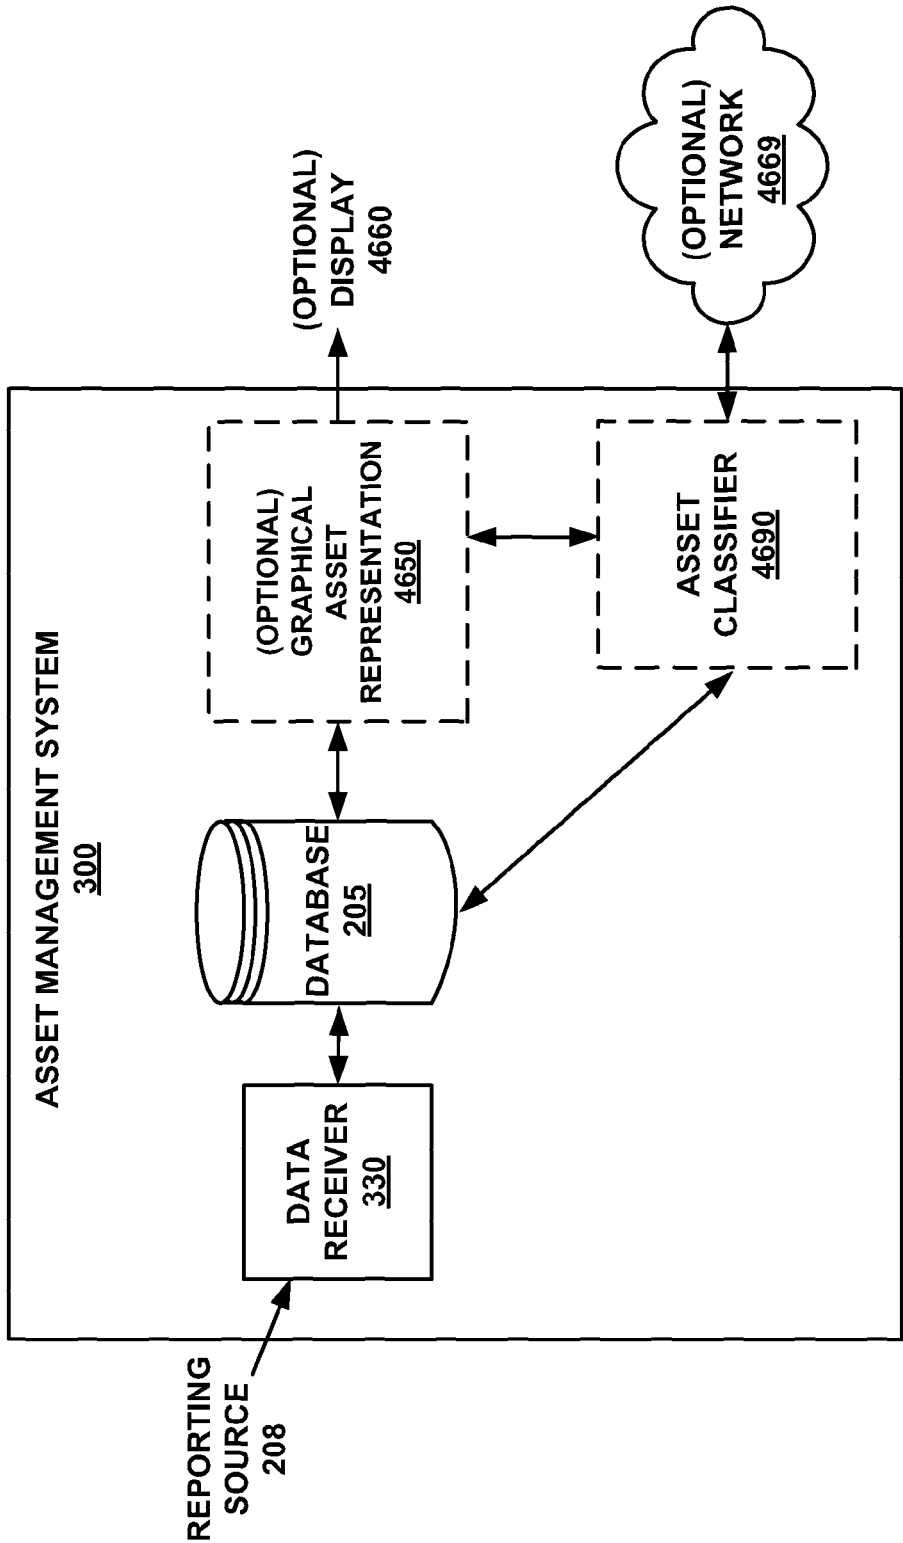 ASSET MANAGEMENT SYSTEM
300
REPORTING
SOURCE
208
DATA
RECEIVER
330
DATABASE
205
(OPTIONAL)
GRAPHICAL
ASSET
REPRESENTATION
4650
(OPTIONAL)
DISPLAY
4660
ASSET
CLASSIFIER
4690
(OPTIONAL)
NETWORK
4669